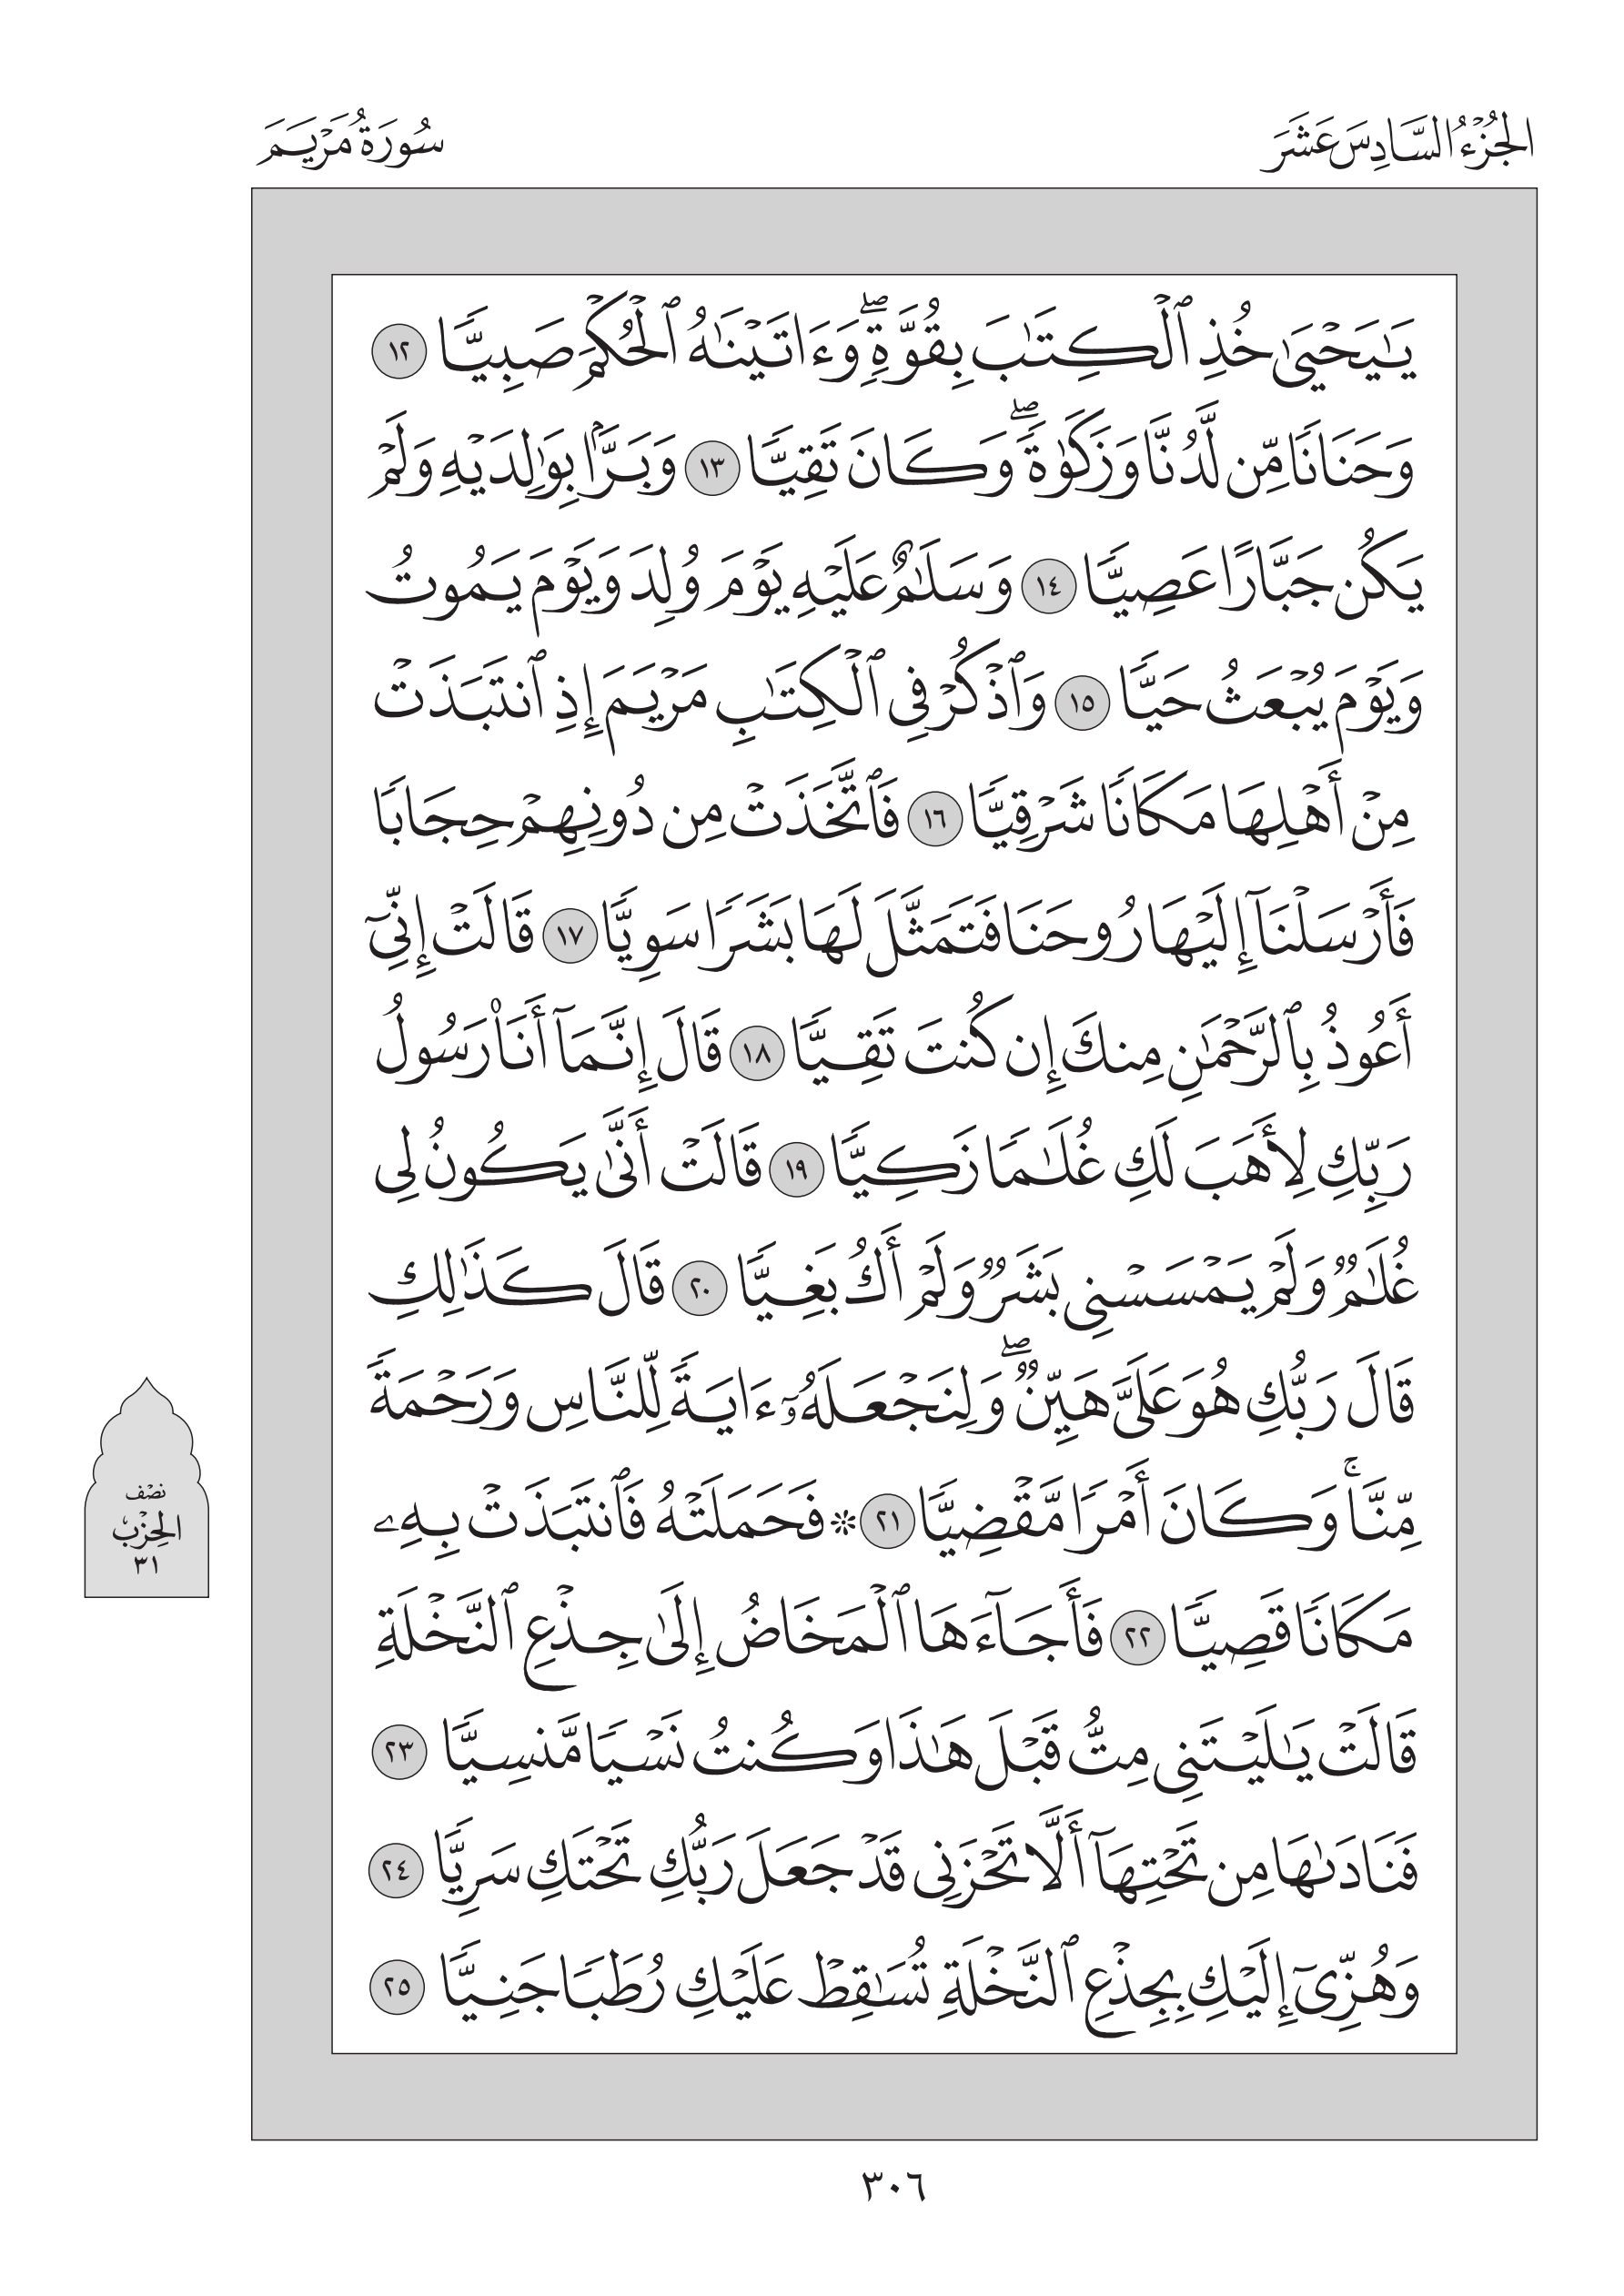 الجُزْءُ السَّادِسَ عَشَرَ
سُورَةُ مَرْيَمَ
يَٰيَحۡيَىٰ خُذِ ٱلۡكِتَٰبَ بِقُوَّةٖۖ وَءَاتَيۡنَٰهُ ٱلۡحُكۡمَ صَبِيّٗا ١٢
وَحَنَانٗا مِّن لَّدُنَّا وَزَكَوٰةٗۖ وَكَانَ تَقِيّٗا ١٣ وَبَرَّۢا بِوَٰلِدَيۡهِ وَلَمۡ
يَكُن جَبَّارًا عَصِيّٗا ١٤ وَسَلَٰمٌ عَلَيۡهِ يَوۡمَ وُلِدَ وَيَوۡمَ يَمُوتُ
وَيَوۡمَ يُبۡعَثُ حَيّٗا ١٥ وَٱذۡكُرۡ فِي ٱلۡكِتَٰبِ مَرۡيَمَ إِذِ ٱنتَبَذَتۡ
مِنۡ أَهۡلِهَا مَكَانٗا شَرۡقِيّٗا ١٦ فَٱتَّخَذَتۡ مِن دُونِهِمۡ حِجَابٗا
فَأَرۡسَلۡنَآ إِلَيۡهَا رُوحَنَا فَتَمَثَّلَ لَهَا بَشَرٗا سَوِيّٗا ١٧ قَالَتۡ إِنِّيٓ
أَعُوذُ بِٱلرَّحۡمَٰنِ مِنكَ إِن كُنتَ تَقِيّٗا ١٨ قَالَ إِنَّمَآ أَنَا۠ رَسُولُ
رَبِّكِ لِأَهَبَ لَكِ غُلَٰمٗا زَكِيّٗا ١٩ قَالَتۡ أَنَّىٰ يَكُونُ لِي
غُلَٰمٞ وَلَمۡ يَمۡسَسۡنِي بَشَرٞ وَلَمۡ أَكُ بَغِيّٗا ٢٠ قَالَ كَذَٰلِكِ
قَالَ رَبُّكِ هُوَ عَلَيَّ هَيِّنٞۖ وَلِنَجۡعَلَهُۥٓ ءَايَةٗ لِّلنَّاسِ وَرَحۡمَةٗ
مِّنَّاۚ وَكَانَ أَمۡرٗا مَّقۡضِيّٗا ٢١ ۞ فَحَمَلَتۡهُ فَٱنتَبَذَتۡ بِهِۦ
مَكَانٗا قَصِيّٗا ٢٢ فَأَجَآءَهَا ٱلۡمَخَاضُ إِلَىٰ جِذۡعِ ٱلنَّخۡلَةِ
قَالَتۡ يَٰلَيۡتَنِي مِتُّ قَبۡلَ هَٰذَا وَكُنتُ نَسۡيٗا مَّنسِيّٗا ٢٣
فَنَادَىٰهَا مِن تَحۡتِهَآ أَلَّا تَحۡزَنِي قَدۡ جَعَلَ رَبُّكِ تَحۡتَكِ سَرِيّٗا ٢٤
وَهُزِّيٓ إِلَيۡكِ بِجِذۡعِ ٱلنَّخۡلَةِ تُسَٰقِطۡ عَلَيۡكِ رُطَبٗا جَنِيّٗا ٢٥
نصۡف
الحِزۡب
٣١
٣٠٦